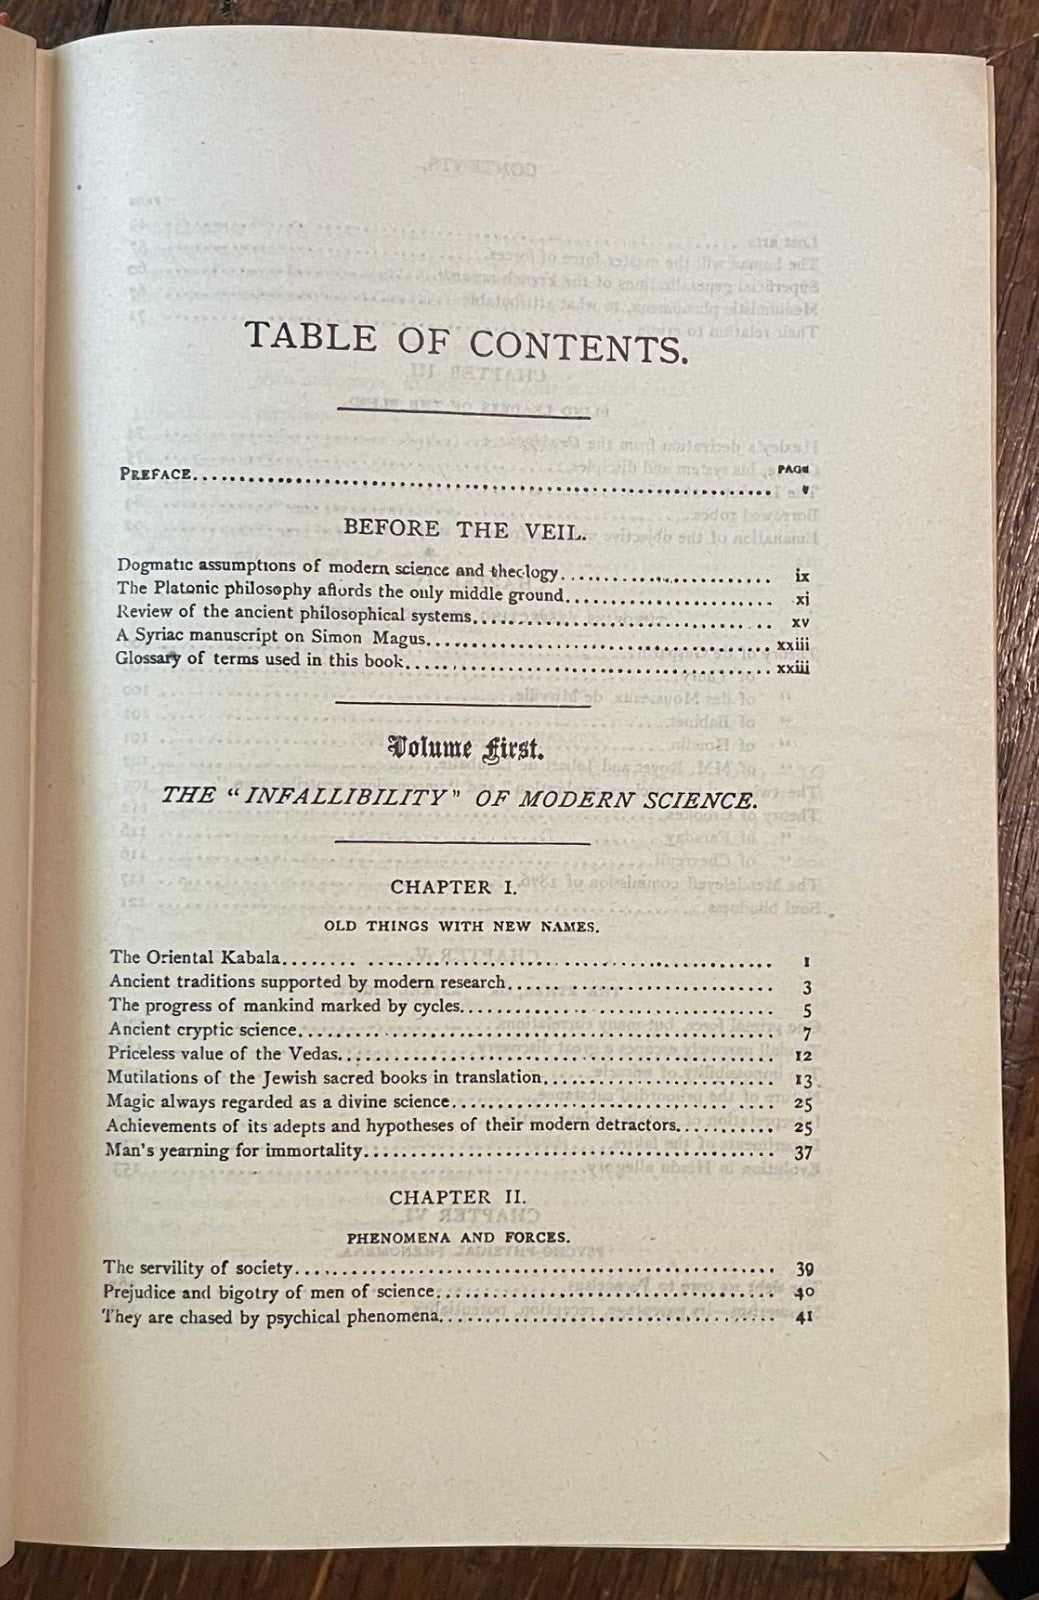 TABLE OF CONTENTS.
PAGE
PREFACE................................................................ v
BEFORE THE VEIL.
Dogmatic assumptions of modern science and theology...................... ix
The Platonic philosophy affords the only middle ground...................... xi
Review of the ancient philosophical systems................................ xv
A Syriac manuscript on Simon Magus...................................... xxiii
Glossary of terms used in this book........................................ xxiii
Volume First.
THE "INFALLIBILITY" OF MODERN SCIENCE.
CHAPTER I.
OLD THINGS WITH NEW NAMES.
The Oriental Kabala........ ............................................ 1
Ancient traditions supported by modern research............................ 3
The progress of mankind marked by cycles.................................. 5
Ancient cryptic science.................................................... 7
Priceless value of the Vedas................................................ 12
Mutilations of the Jewish sacred books in translation........................ 13
Magic always regarded as a divine science............................ .... 25
Achievements of its adepts and hypotheses of their modern detractors.......... 25
Man's yearning for immortality............................................ 37
CHAPTER II.
PHENOMENA AND FORCES.
The servility of society.................................................... 39
Prejudice and bigotry of men of science.................................... 40
They are chased by psychical phenomena.................................. 41